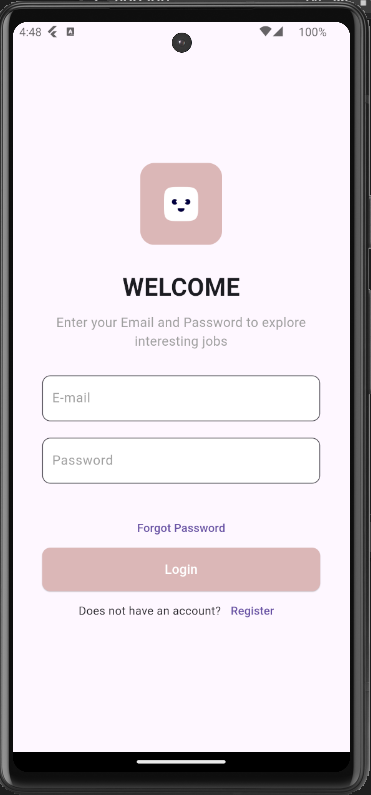 4:48
100%
WELCOME
Enter your Email and Password to explore
interesting jobs
E-mail
Password
Forgot Password
Login
Does not have an account? Register